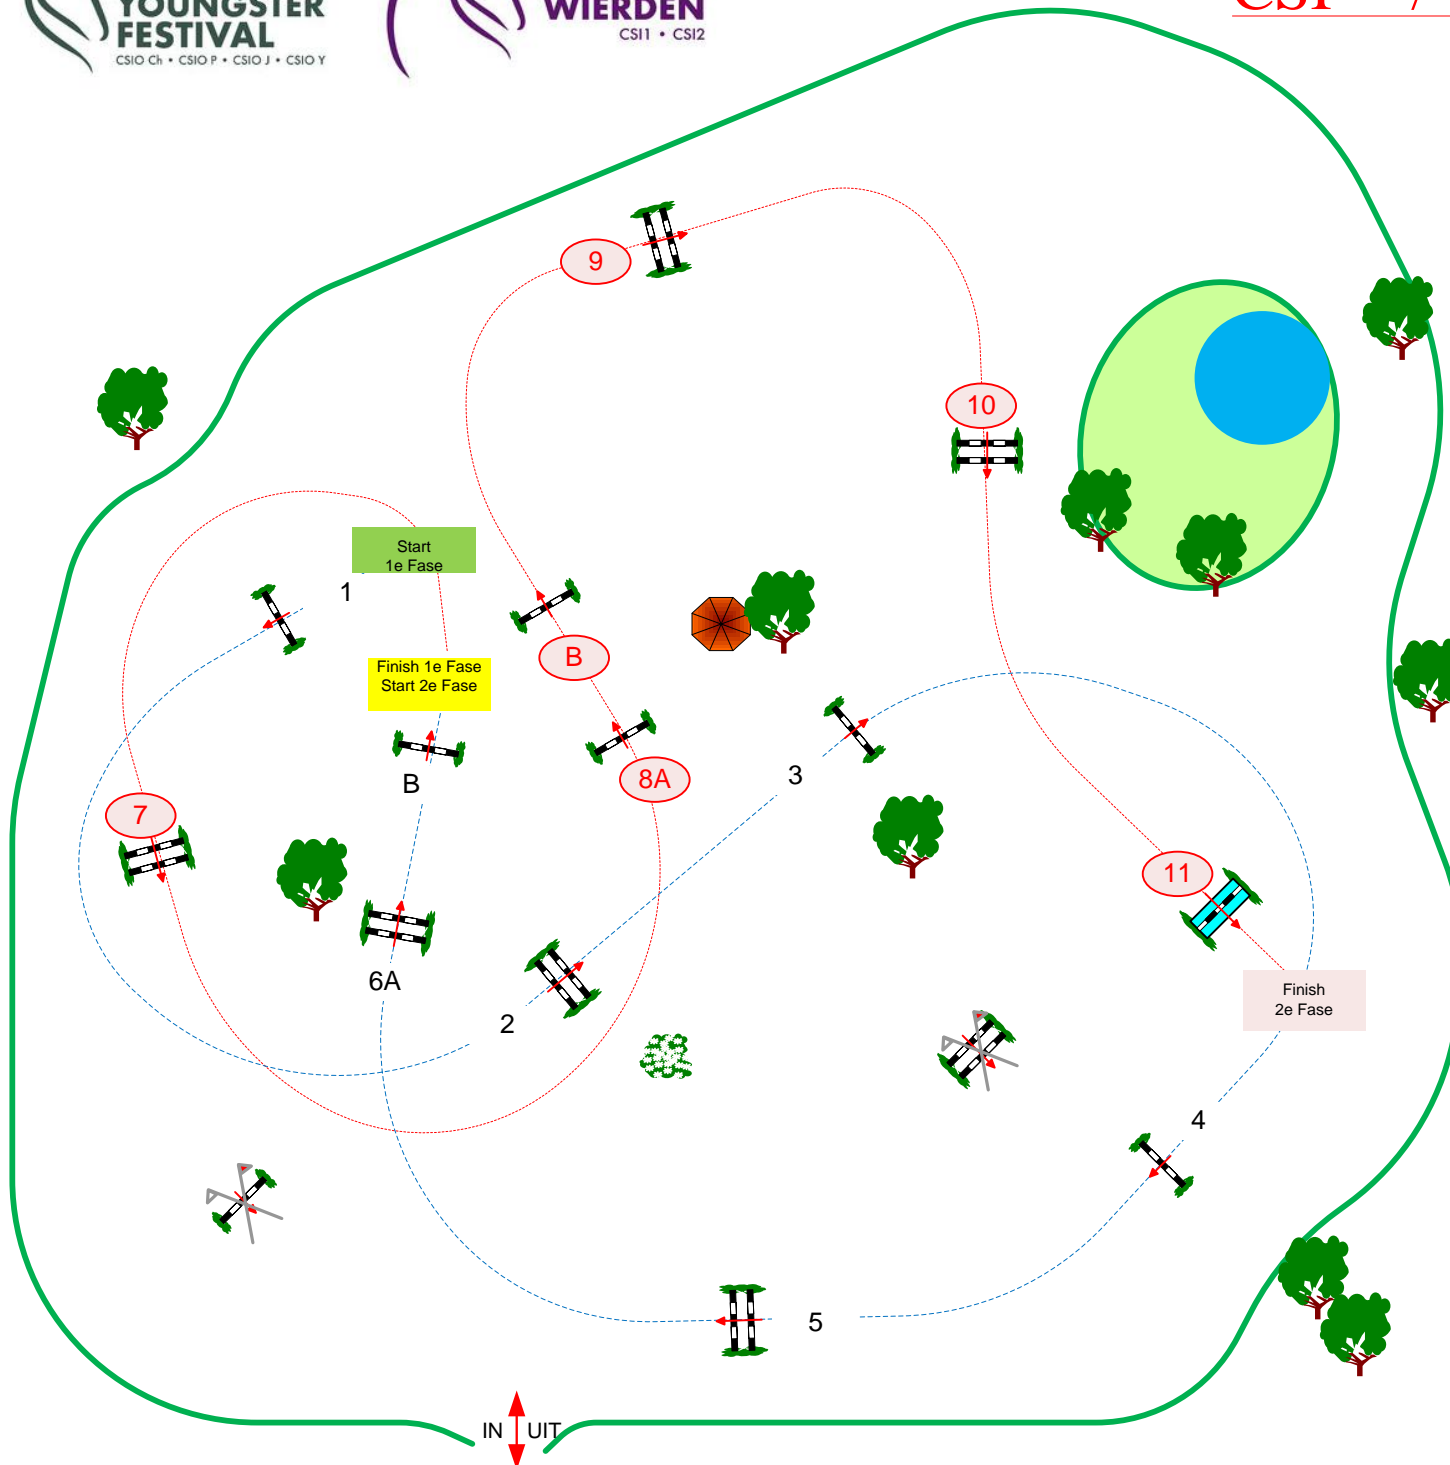 YOUNGSTER
FESTIVAL
CSIO Ch • CSIO P • CSIO J • CSIO Y
WIERDEN
CSI1 • CSI2
9
10
Start
1e Fase
1
B
Finish 1e Fase
Start 2e Fase
B
3
8A
7
11
6A
2
Finish
2e Fase
4
5
IN UIT